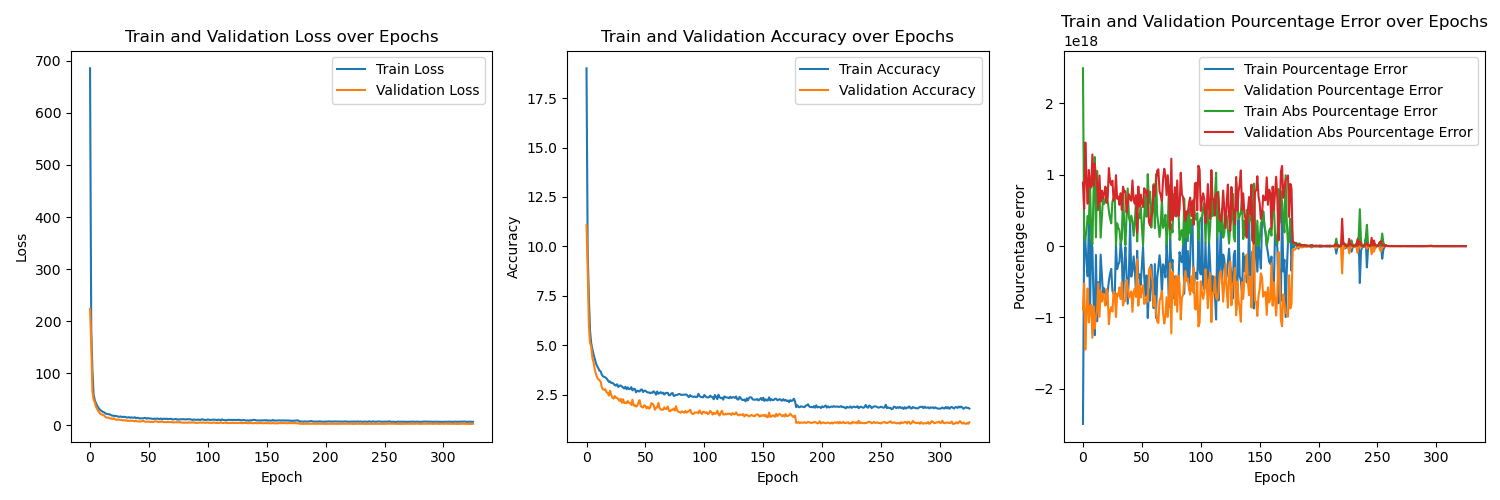 Train and Validation Loss over Epochs
Train Loss
Validation Loss
700
600
500
400
300
200
100
0
Loss
0 50 100 150 200 250 300
Epoch
Train and Validation Accuracy over Epochs
Train Accuracy
Validation Accuracy
17.5
15.0
12.5
10.0
7.5
5.0
2.5
Accuracy
0 50 100 150 200 250 300
Epoch
Train and Validation Pourcentage Error over Epochs
1e18
Train Pourcentage Error
Validation Pourcentage Error
Train Abs Pourcentage Error
Validation Abs Pourcentage Error
2
1
0
−1
−2
Pourcentage error
0 50 100 150 200 250 300
Epoch